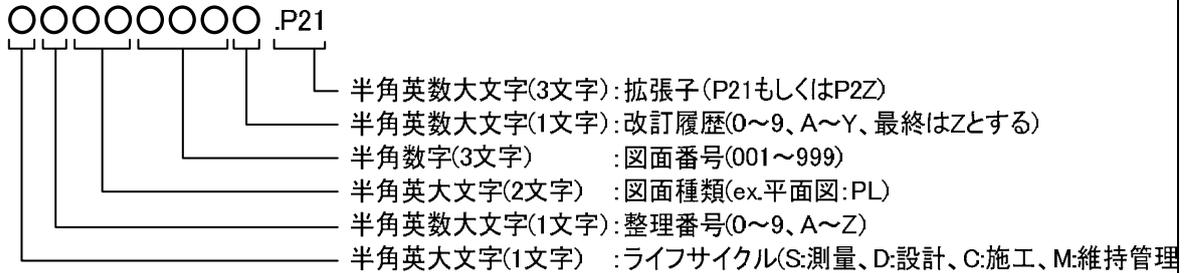 ○○○○○○○○.P21
半角英数大文字(3文字):拡張子(P21もしくはP2Z)
半角英数大文字(1文字):改訂履歴(0～9、A～Y、最終はZとする)
半角数字(3文字) :図面番号(001～999)
半角英大文字(2文字) :図面種類(ex.平面図:PL)
半角英数大文字(1文字):整理番号(0～9、A～Z)
半角英大文字(1文字) :ライフサイクル(S:測量、D:設計、C:施工、M:維持管理